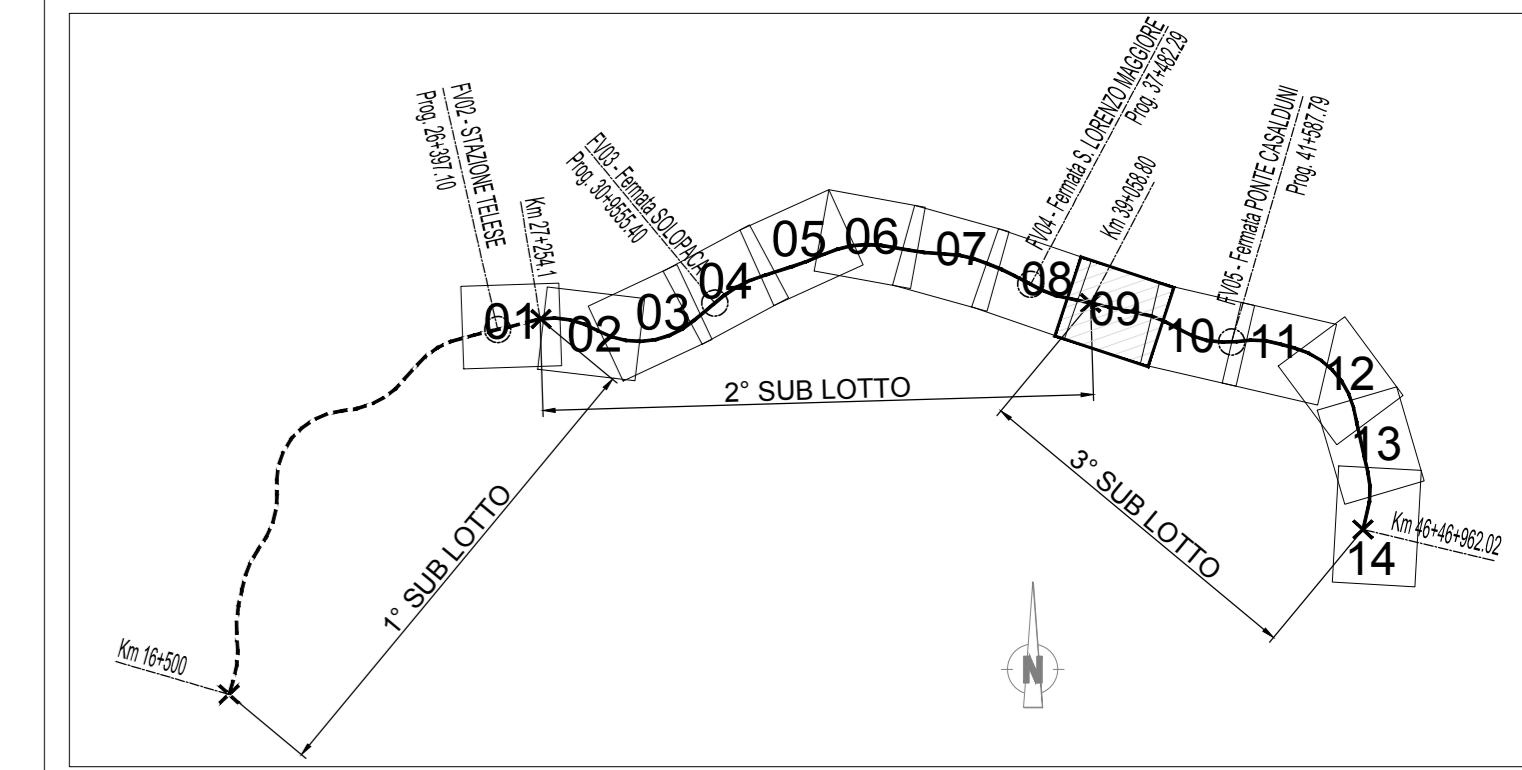 FV02 - STAZIONE TELESE
Prog. 26+397.10
Km 27+254.1
FV03 - Fermata SOLOPACA
Prog. 30+9555.40
FV04 - Fermata S. LORENZO MAGGIORE
Prog. 37+482.29
Km 39+058.80
FV05 - Fermata PONTE CASALDUNI
Prog. 41+587.79
01
02
03
04
05
06
07
08
09
10
11
12
13
14
Km 46+46+962.02
2° SUB LOTTO
1° SUB LOTTO
3° SUB LOTTO
Km 16+500
N